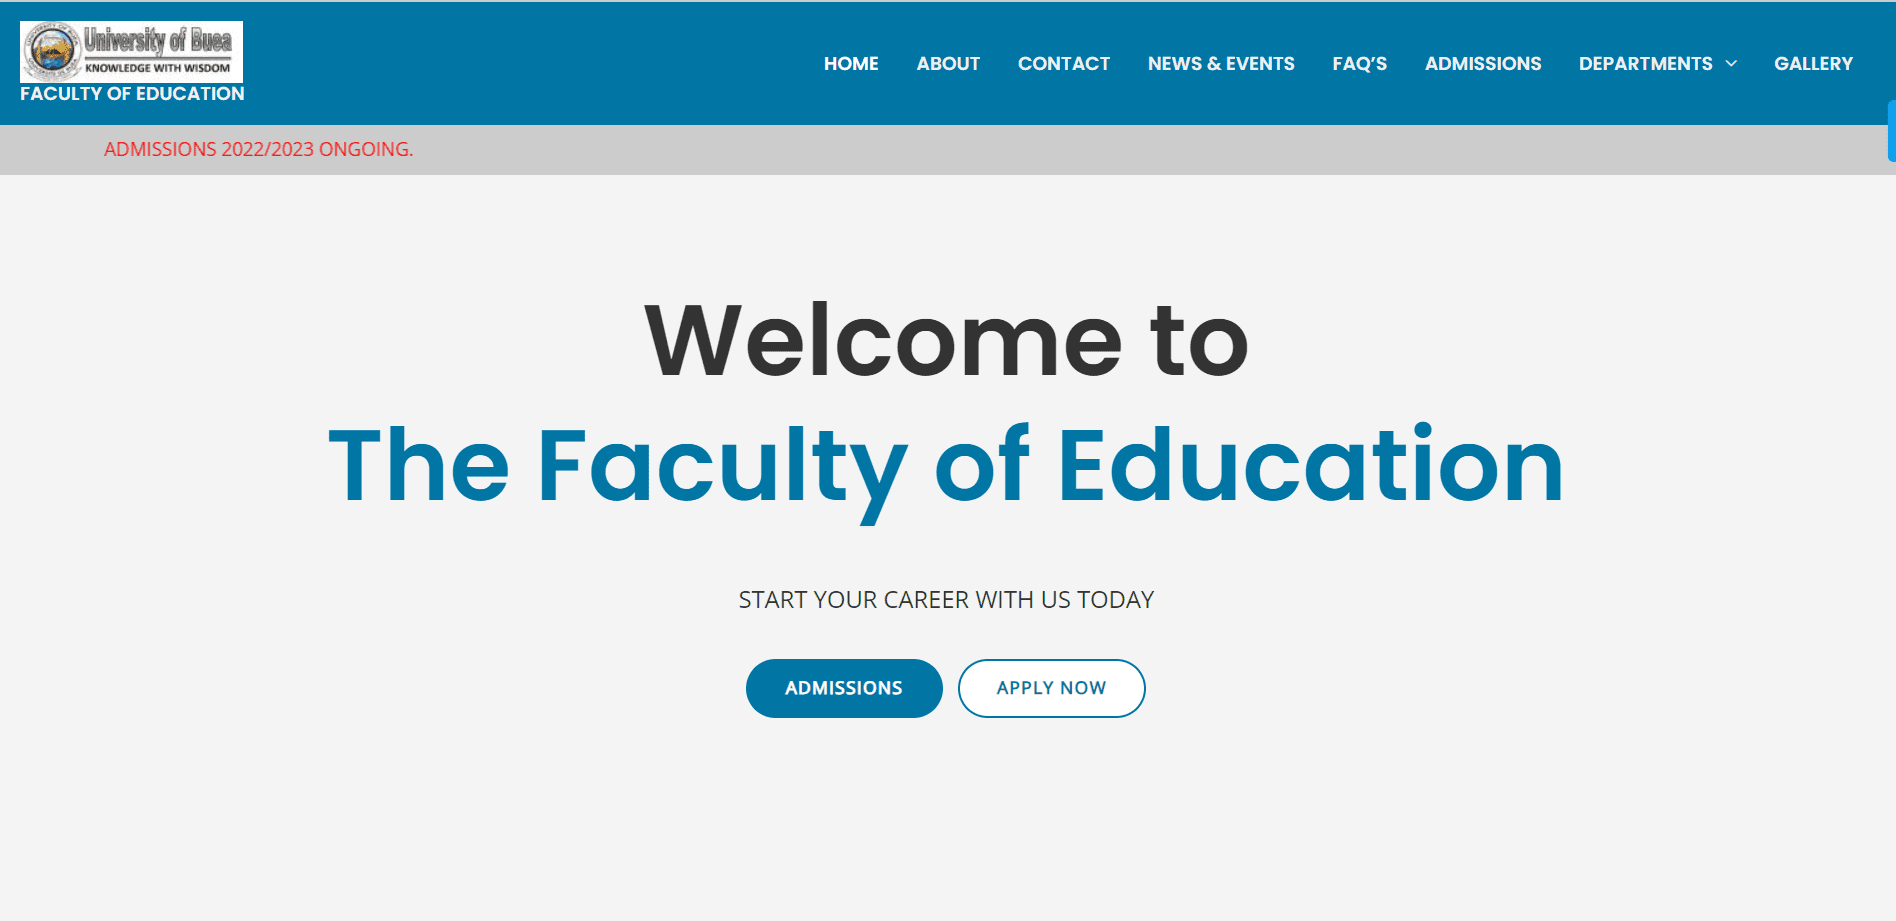 University of Buea
KNOWLEDGE WITH WISDOM
FACULTY OF EDUCATION
HOME ABOUT CONTACT NEWS & EVENTS FAQ’S ADMISSIONS DEPARTMENTS GALLERY
ADMISSIONS 2022/2023 ONGOING.
Welcome to
The Faculty of Education
START YOUR CAREER WITH US TODAY
ADMISSIONS APPLY NOW